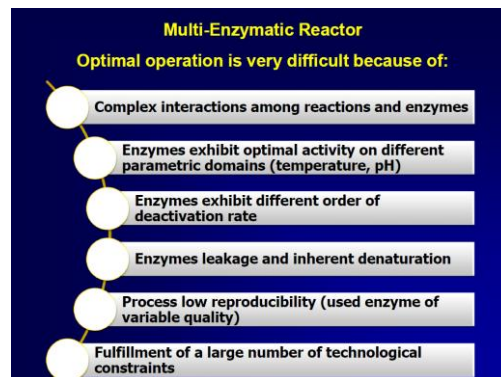 Multi-Enzymatic Reactor
Optimal operation is very difficult because of:
Complex interactions among reactions and enzymes
Enzymes exhibit optimal activity on different
parametric domains (temperature, pH)
Enzymes exhibit different order of
deactivation rate
Enzymes leakage and inherent denaturation
Process low reproducibility (used enzyme of
variable quality)
Fulfillment of a large number of technological
constraints